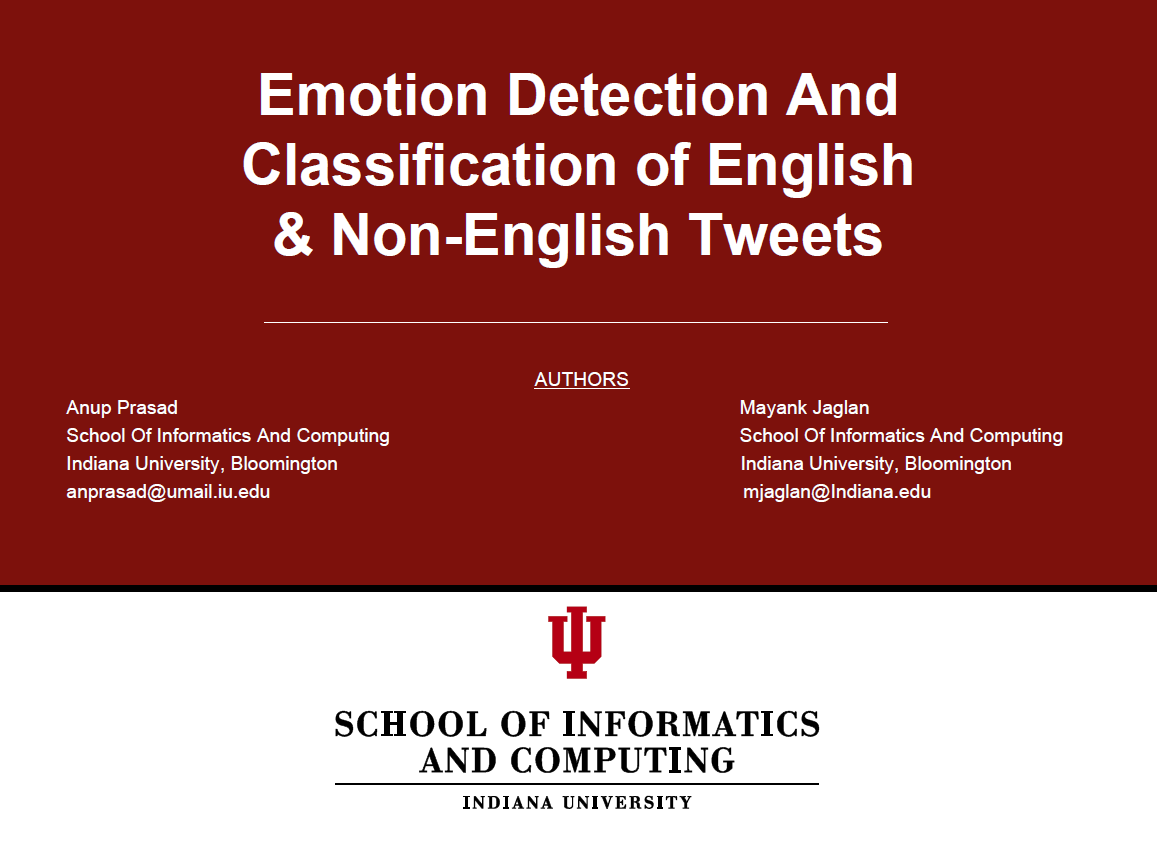 Emotion Detection And
Classification of English
& Non-English Tweets
AUTHORS
Anup Prasad
School Of Informatics And Computing
Indiana University, Bloomington
anprasad@umail.iu.edu
Mayank Jaglan
School Of Informatics And Computing
Indiana University, Bloomington
mjaglan@Indiana.edu
SCHOOL OF INFORMATICS
AND COMPUTING
INDIANA UNIVERSITY